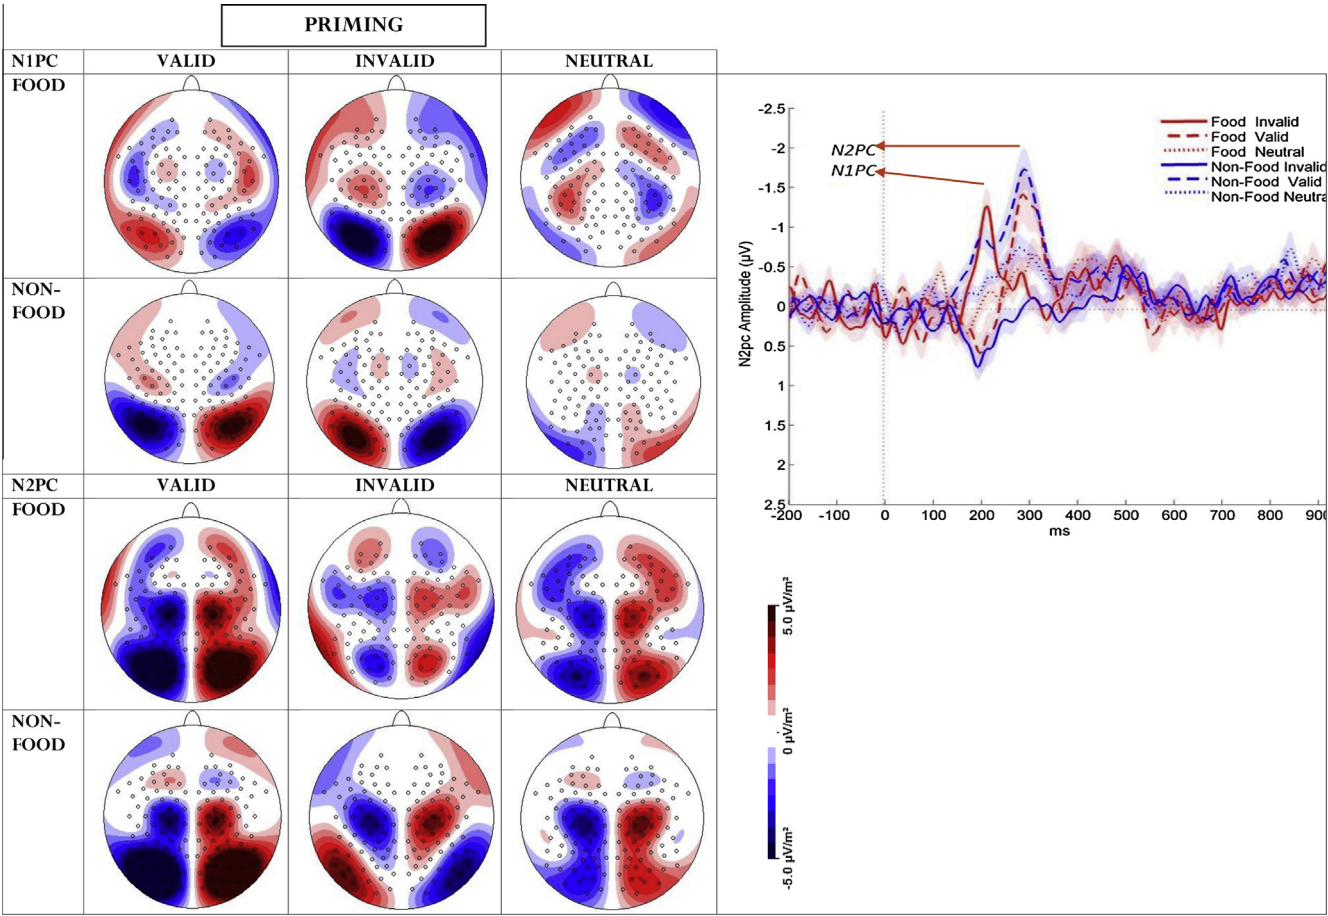 PRIMING
N1PC VALID INVALID NEUTRAL
FOOD
NON-
FOOD
N2PC VALID INVALID NEUTRAL
FOOD
NON-
FOOD
-2.5
-2
-1.5
-1
-0.5
0
0.5
1
1.5
2
2.5
N2pc Amplitude (µV)
N2PC
N1PC
Food Invalid
Food Valid
Food Neutral
Non-Food Invalid
Non-Food Valid
Non-Food Neutra
-200 -100 0 100 200 300 400 500 600 700 800 900
ms
5.0 µV/m²
0 µV/m²
-5.0 µV/m²